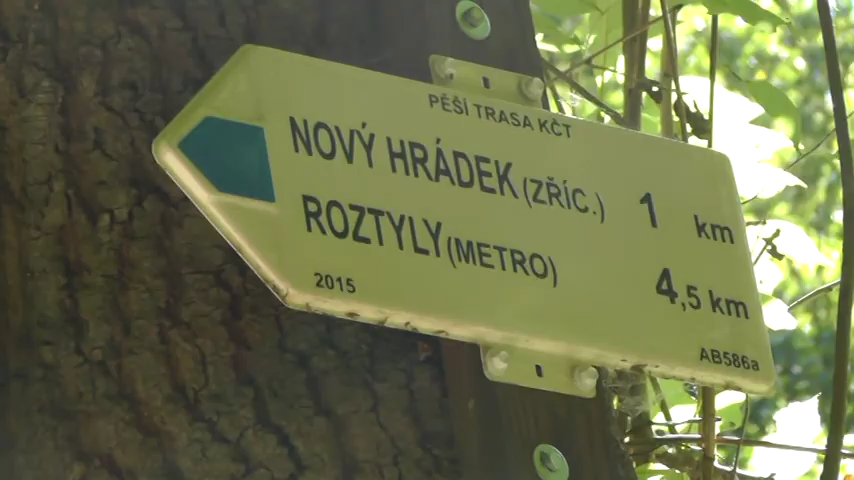 PĚŠÍ TRASA KČT
NOVÝ HRÁDEK (ZŘÍC.) 1 km
ROZTYLY (METRO) 4,5 km
2015 AB586a